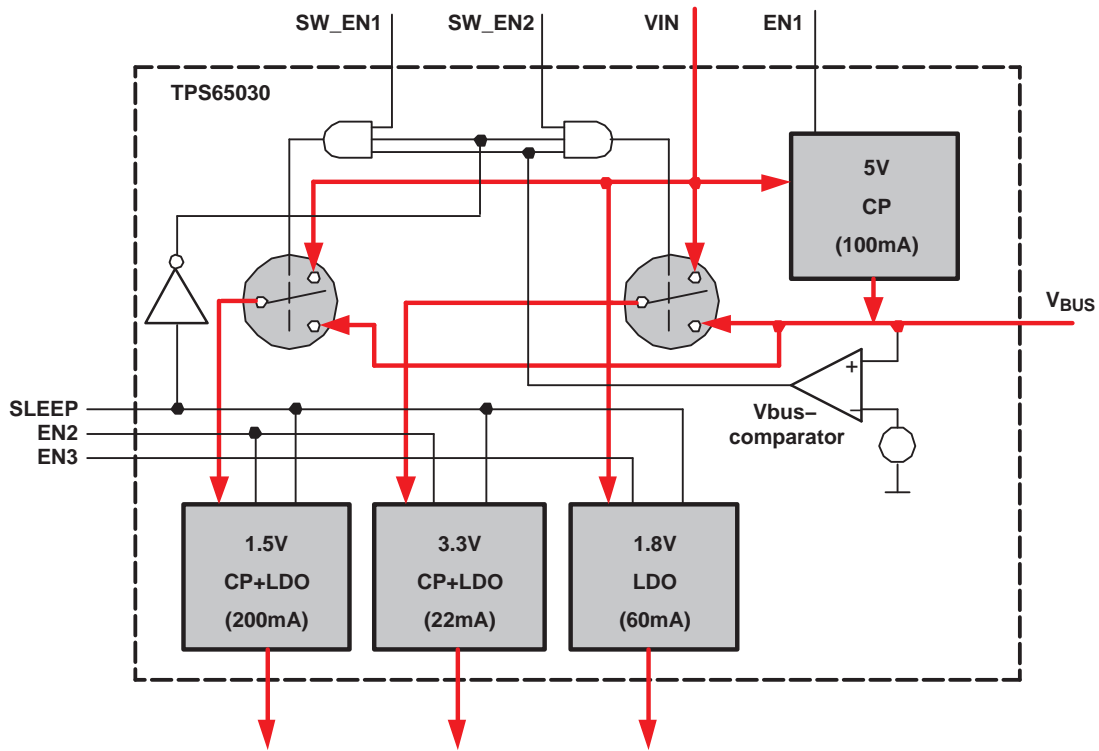 SW_EN1 SW_EN2 VIN EN1
TPS65030
5V
CP
(100mA)
VBUS
+
−
Vbus−
comparator
SLEEP
EN2
EN3
1.5V
CP+LDO
(200mA)
3.3V
CP+LDO
(22mA)
1.8V
LDO
(60mA)